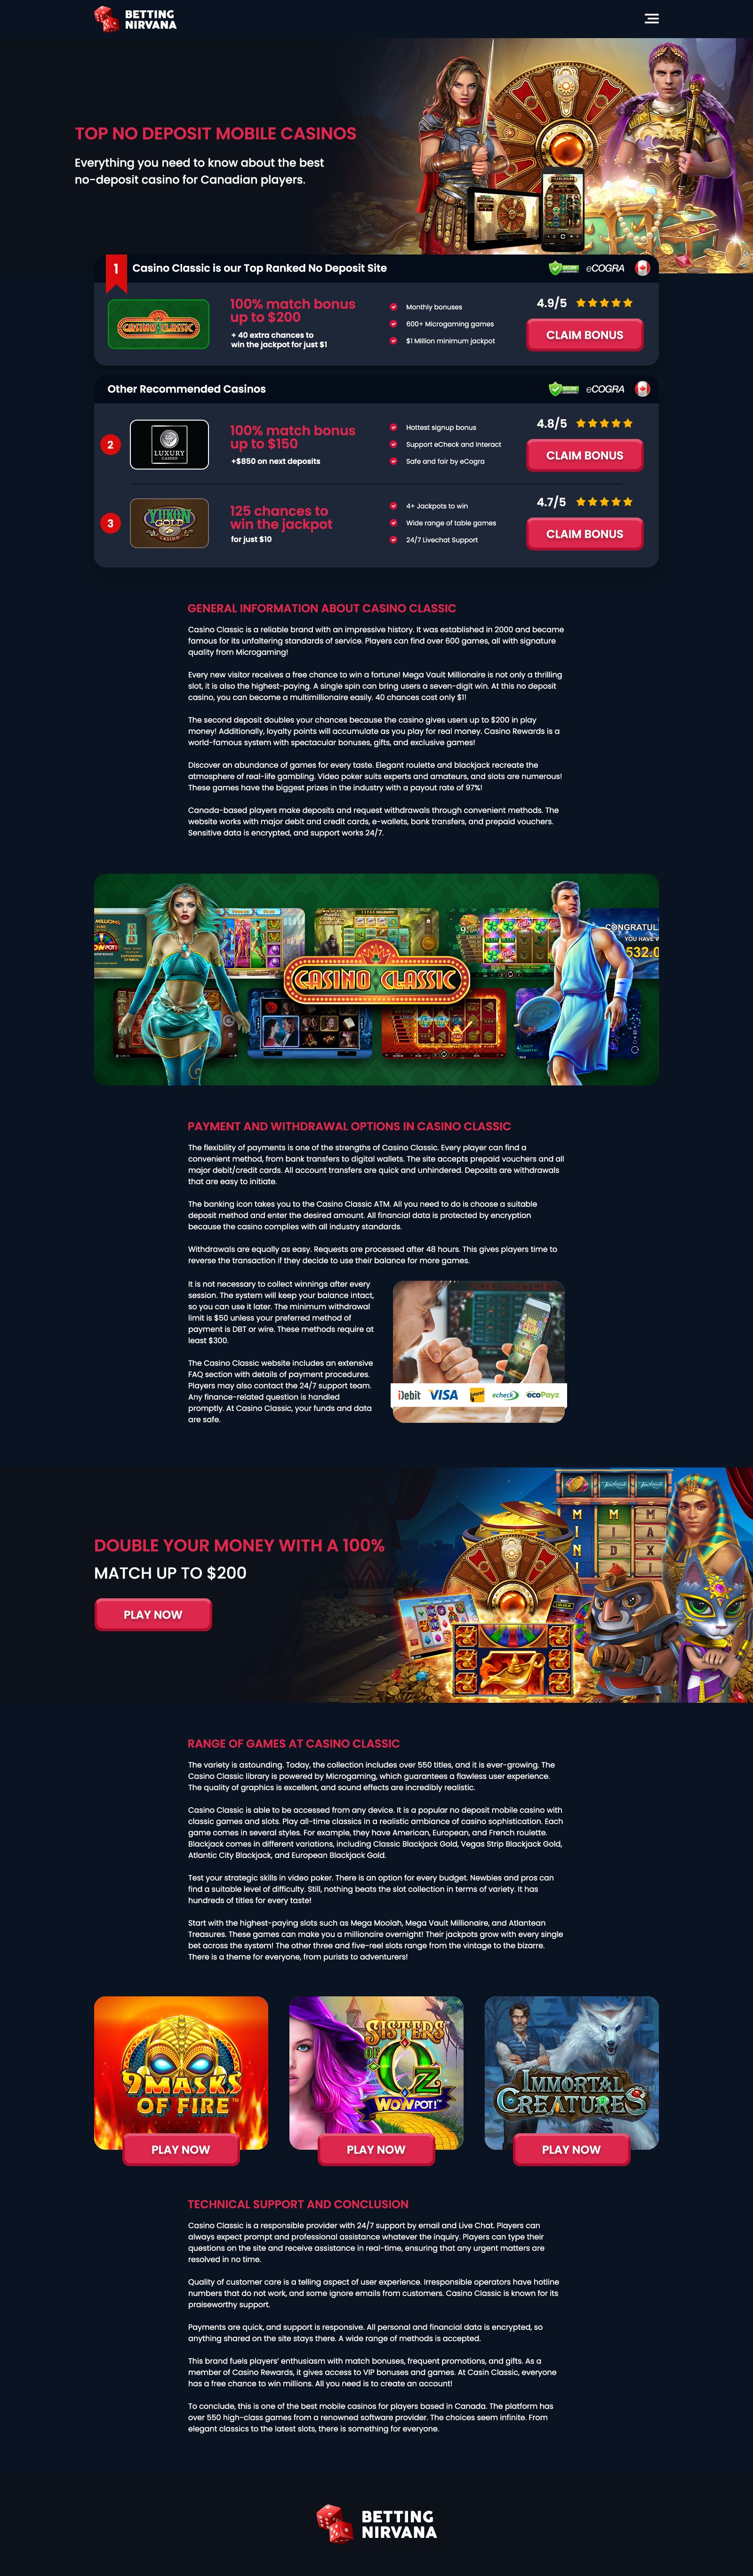 BETTING
NIRVANA
TOP NO DEPOSIT MOBILE CASINOS
Everything you need to know about the best
no-deposit casino for Canadian players.
1
Casino Classic is our Top Ranked No Deposit Site
eCOGRA
CASINO CLASSIC
100% match bonus
up to $200
+ 40 extra chances to
win the jackpot for just $1
Monthly bonuses
600+ Microgaming games
$1 Million minimum jackpot
4.9/5
CLAIM BONUS
Other Recommended Casinos
eCOGRA
2
LUXURY
CASINO
100% match bonus
up to $150
+$850 on next deposits
Hottest signup bonus
Support eCheck and Interact
Safe and fair by eCogra
4.8/5
CLAIM BONUS
3
YUKON
GOLD
CASINO
125 chances to
win the jackpot
for just $10
4+ Jackpots to win
Wide range of table games
24/7 Livechat Support
4.7/5
CLAIM BONUS
GENERAL INFORMATION ABOUT CASINO CLASSIC
Casino Classic is a reliable brand with an impressive history. It was established in 2000 and became
famous for its unfaltering standards of service. Players can find over 600 games, all with signature
quality from Microgaming!
Every new visitor receives a free chance to win a fortune! Mega Vault Millionaire is not only a thrilling
slot, it is also the highest-paying. A single spin can bring users a seven-digit win. At this no deposit
casino, you can become a multimillionaire easily. 40 chances cost only $1!
The second deposit doubles your chances because the casino gives users up to $200 in play
money! Additionally, loyalty points will accumulate as you play for real money. Casino Rewards is a
world-famous system with spectacular bonuses, gifts, and exclusive games!
Discover an abundance of games for every taste. Elegant roulette and blackjack recreate the
atmosphere of real-life gambling. Video poker suits experts and amateurs, and slots are numerous!
These games have the biggest prizes in the industry with a payout rate of 97%!
Canada-based players make deposits and request withdrawals through convenient methods. The
website works with major debit and credit cards, e-wallets, bank transfers, and prepaid vouchers.
Sensitive data is encrypted, and support works 24/7.
CONGRATUL
YOU HAVE W
532.0
CASINO CLASSIC
PAYMENT AND WITHDRAWAL OPTIONS IN CASINO CLASSIC
The flexibility of payments is one of the strengths of Casino Classic. Every player can find a
convenient method, from bank transfers to digital wallets. The site accepts prepaid vouchers and all
major debit/credit cards. All account transfers are quick and unhindered. Deposits are withdrawals
that are easy to initiate.
The banking icon takes you to the Casino Classic ATM. All you need to do is choose a suitable
deposit method and enter the desired amount. All financial data is protected by encryption
because the casino complies with all industry standards.
Withdrawals are equally as easy. Requests are processed after 48 hours. This gives players time to
reverse the transaction if they decide to use their balance for more games.
It is not necessary to collect winnings after every
session. The system will keep your balance intact,
so you can use it later. The minimum withdrawal
limit is $50 unless your preferred method of
payment is DBT or wire. These methods require at
least $300.
The Casino Classic website includes an extensive
FAQ section with details of payment procedures.
Players may also contact the 24/7 support team.
Any finance-related question is handled
promptly. At Casino Classic, your funds and data
are safe.
iDebit VISA echeck ecoPayz
DOUBLE YOUR MONEY WITH A 100%
MATCH UP TO $200
PLAY NOW
MINI
MIDI
MAXI
RANGE OF GAMES AT CASINO CLASSIC
The variety is astounding. Today, the collection includes over 550 titles, and it is ever-growing. The
Casino Classic library is powered by Microgaming, which guarantees a flawless user experience.
The quality of graphics is excellent, and sound effects are incredibly realistic.
Casino Classic is able to be accessed from any device. It is a popular no deposit mobile casino with
classic games and slots. Play all-time classics in a realistic ambiance of casino sophistication. Each
game comes in several styles. For example, they have American, European, and French roulette.
Blackjack comes in different variations, including Classic Blackjack Gold, Vegas Strip Blackjack Gold,
Atlantic City Blackjack, and European Blackjack Gold.
Test your strategic skills in video poker. There is an option for every budget. Newbies and pros can
find a suitable level of difficulty. Still, nothing beats the slot collection in terms of variety. It has
hundreds of titles for every taste!
Start with the highest-paying slots such as Mega Moolah, Mega Vault Millionaire, and Atlantean
Treasures. These games can make you a millionaire overnight! Their jackpots grow with every single
bet across the system! The other three and five-reel slots range from the vintage to the bizarre.
There is a theme for everyone, from purists to adventurers!
9 MASKS
OF FIRE
PLAY NOW
SISTERS
OF
OZ
WOWPOT!
PLAY NOW
IMMORTAL
CREATURES
PLAY NOW
TECHNICAL SUPPORT AND CONCLUSION
Casino Classic is a responsible provider with 24/7 support by email and Live Chat. Players can
always expect prompt and professional assistance whatever the inquiry. Players can type their
questions on the site and receive assistance in real-time, ensuring that any urgent matters are
resolved in no time.
Quality of customer care is a telling aspect of user experience. Irresponsible operators have hotline
numbers that do not work, and some ignore emails from customers. Casino Classic is known for its
praiseworthy support.
Payments are quick, and support is responsive. All personal and financial data is encrypted, so
anything shared on the site stays there. A wide range of methods is accepted.
This brand fuels players' enthusiasm with match bonuses, frequent promotions, and gifts. As a
member of Casino Rewards, it gives access to VIP bonuses and games. At Casin Classic, everyone
has a free chance to win millions. All you need is to create an account!
To conclude, this is one of the best mobile casinos for players based in Canada. The platform has
over 550 high-class games from a renowned software provider. The choices seem infinite. From
elegant classics to the latest slots, there is something for everyone.
BETTING
NIRVANA